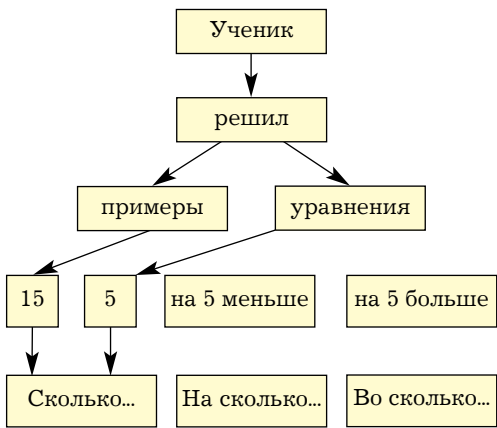 Ученик
решил
примеры
уравнения
15
5
на 5 меньше
на 5 больше
Сколько...
На сколько...
Во сколько...